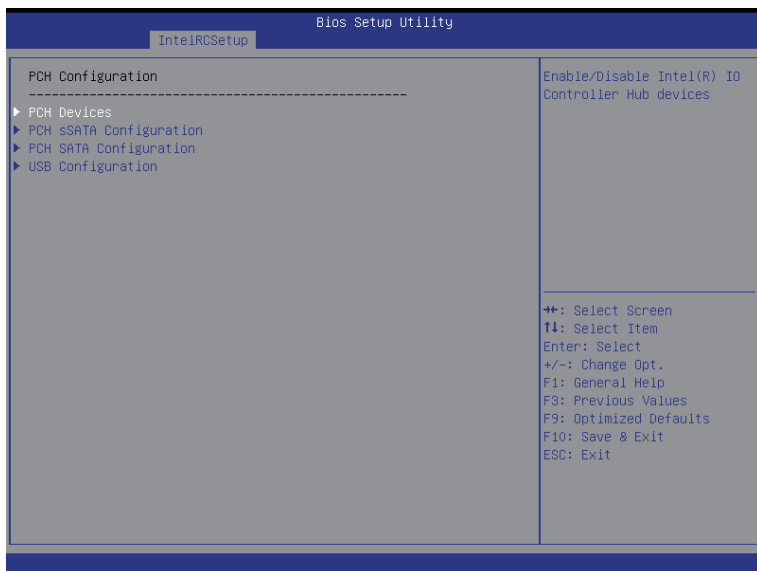 Bios Setup Utility
IntelRCSetup
PCH Configuration
--------------------------------------------------
PCH Devices
PCH sSATA Configuration
PCH SATA Configuration
USB Configuration
Enable/Disable Intel(R) IO
Controller Hub devices
→←: Select Screen
↑↓: Select Item
Enter: Select
+/-: Change Opt.
F1: General Help
F3: Previous Values
F9: Optimized Defaults
F10: Save & Exit
ESC: Exit